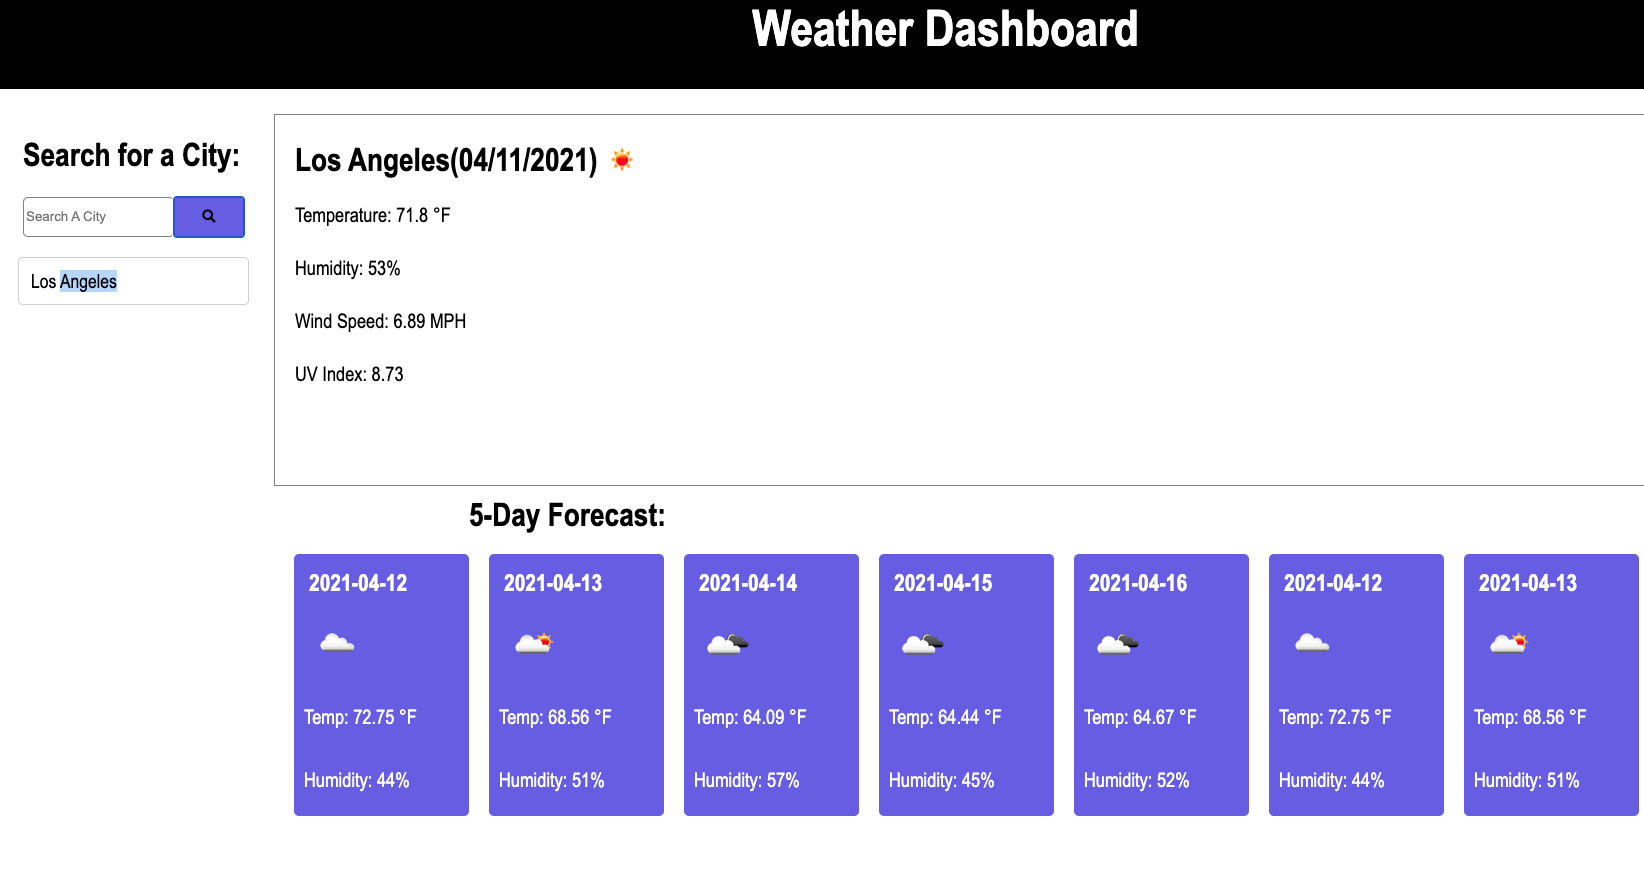 Weather Dashboard
Search for a City:
Search A City
Los Angeles
Los Angeles(04/11/2021)
Temperature: 71.8 °F
Humidity: 53%
Wind Speed: 6.89 MPH
UV Index: 8.73
5-Day Forecast:
2021-04-12
Temp: 72.75 °F
Humidity: 44%
2021-04-13
Temp: 68.56 °F
Humidity: 51%
2021-04-14
Temp: 64.09 °F
Humidity: 57%
2021-04-15
Temp: 64.44 °F
Humidity: 45%
2021-04-16
Temp: 64.67 °F
Humidity: 52%
2021-04-12
Temp: 72.75 °F
Humidity: 44%
2021-04-13
Temp: 68.56 °F
Humidity: 51%